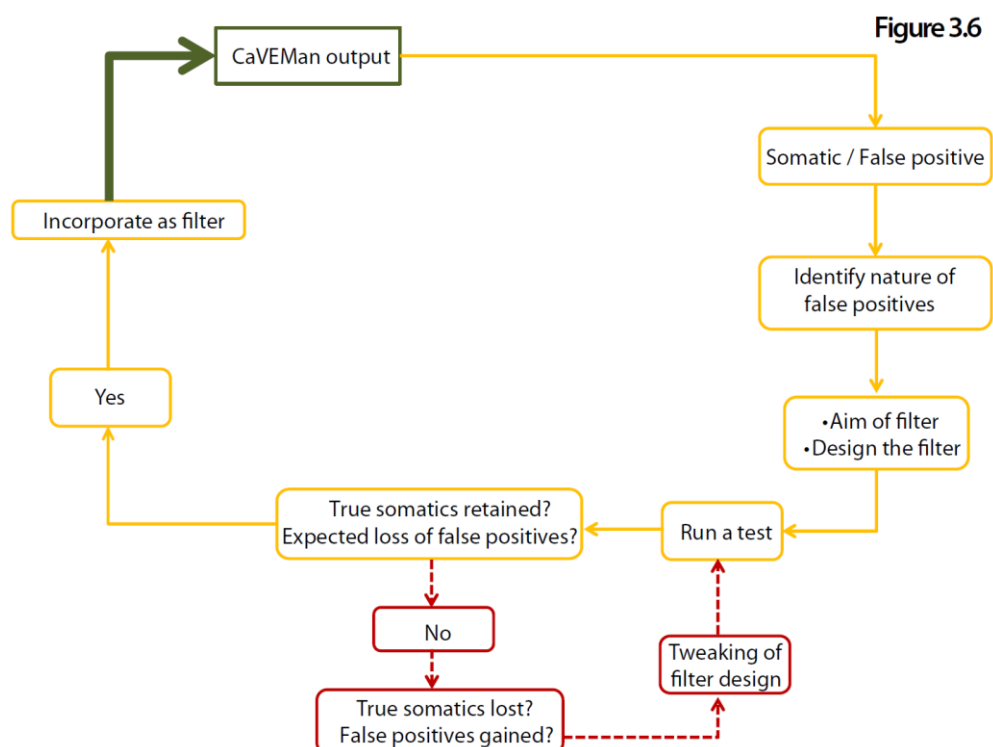 Figure 3.6
CaVEMan output
Somatic / False positive
Identify nature of
false positives
•Aim of filter
•Design the filter
Run a test
True somatics retained?
Expected loss of false positives?
Yes
Incorporate as filter
No
True somatics lost?
False positives gained?
Tweaking of
filter design